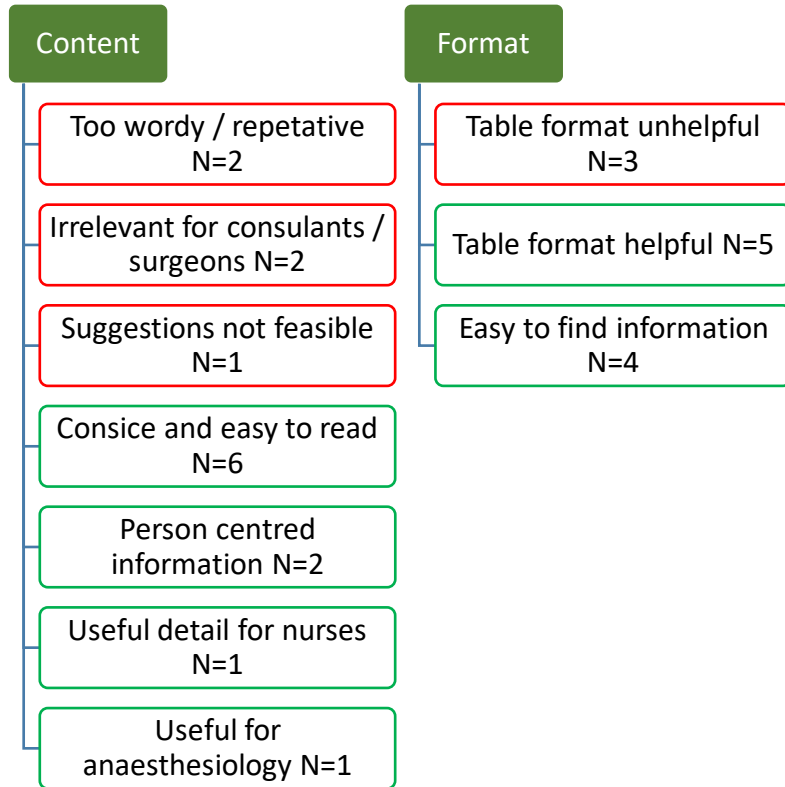 Content
Too wordy / repetative
N=2
Irrelevant for consulants /
surgeons N=2
Suggestions not feasible
N=1
Consice and easy to read
N=6
Person centred
information N=2
Useful detail for nurses
N=1
Useful for
anaesthesiology N=1
Format
Table format unhelpful
N=3
Table format helpful N=5
Easy to find information
N=4